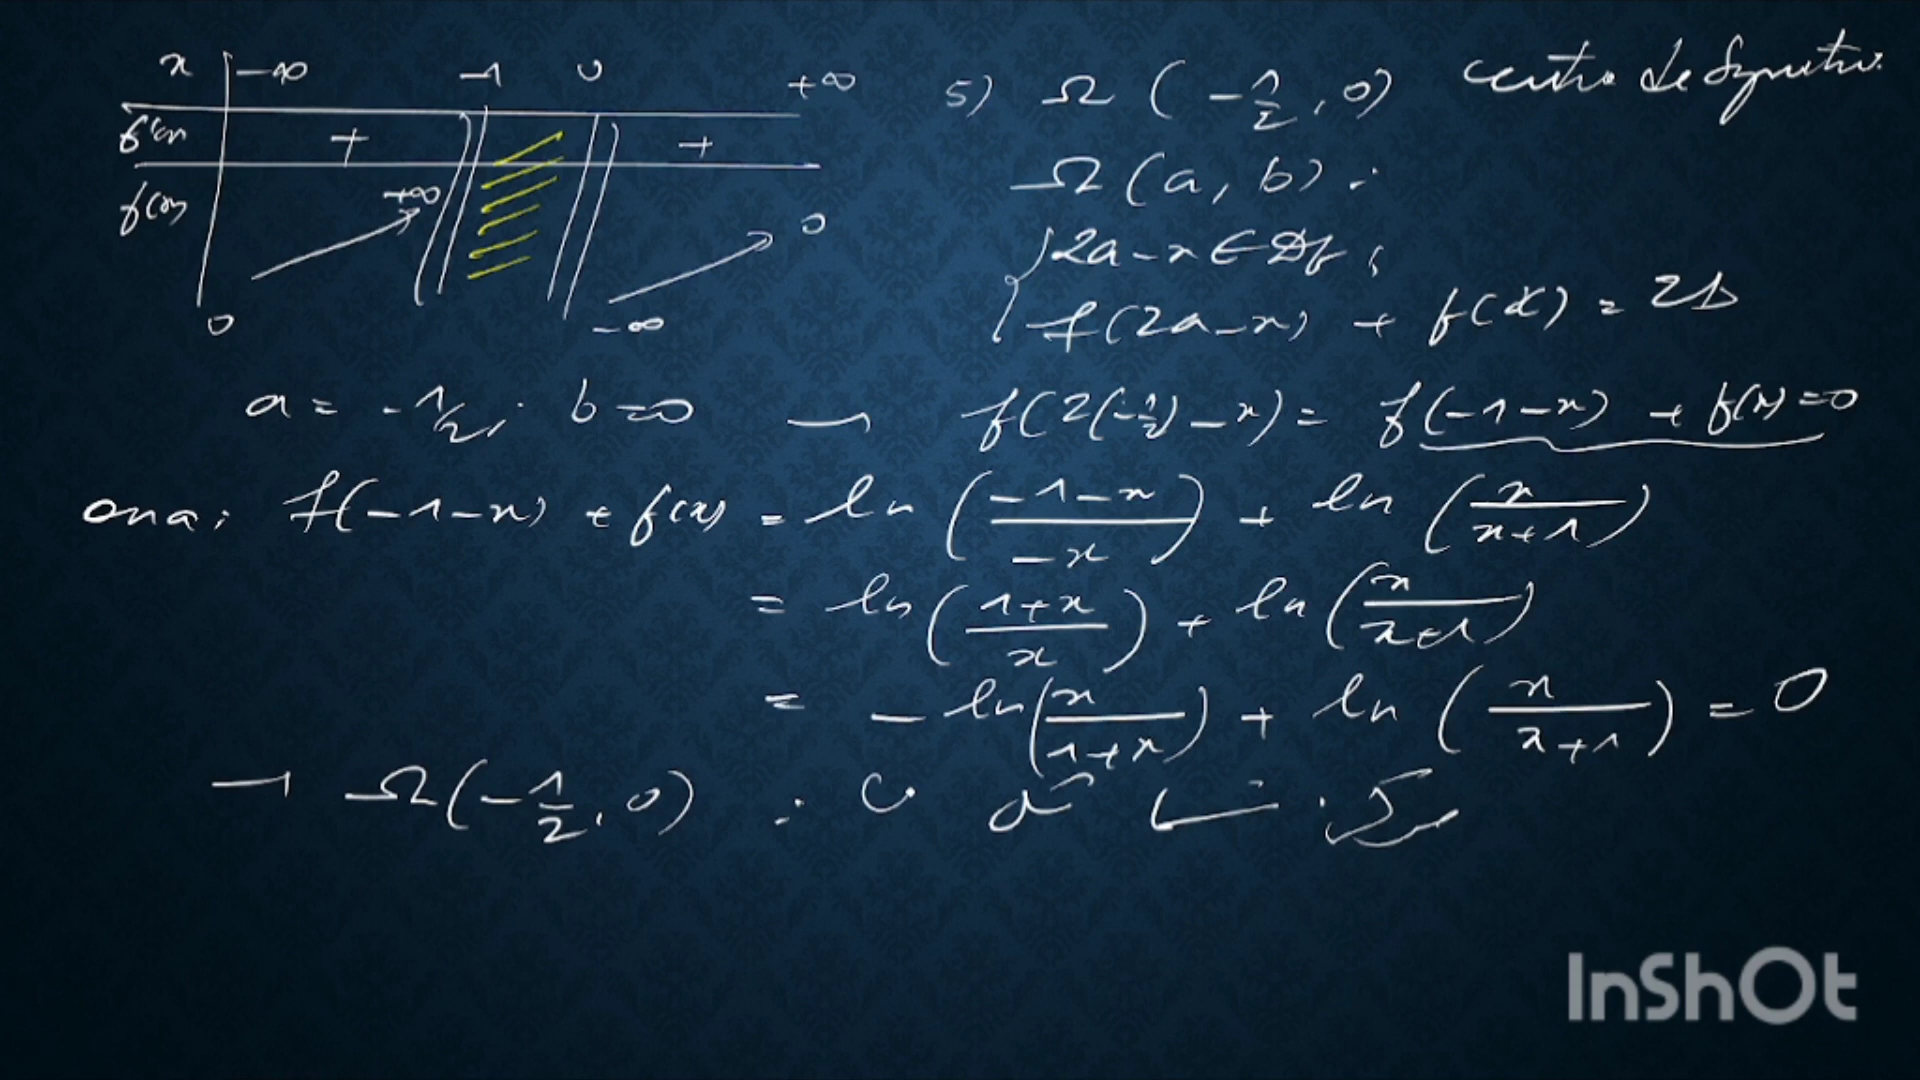 x | -∞ -1 0 +∞
f'(x) + +
f(x) 0 +∞ -∞ 0
5) Ω (-1/2, 0) centre de Symétrie.
Ω (a, b) :
{ 2a-x ∈ Df ;
f(2a-x) + f(x) = 2b
a = -1/2, b = 0 → f(2(-1/2)-x) = f(-1-x) + f(x) = 0
on a : f(-1-x) + f(x) = ln ((-1-x)/(-x)) + ln (x/(x+1))
= ln ((1+x)/x) + ln (x/(x+1))
= - ln (x/(1+x)) + ln (x/(x+1)) = 0
→ Ω(-1/2, 0) :
InShOt